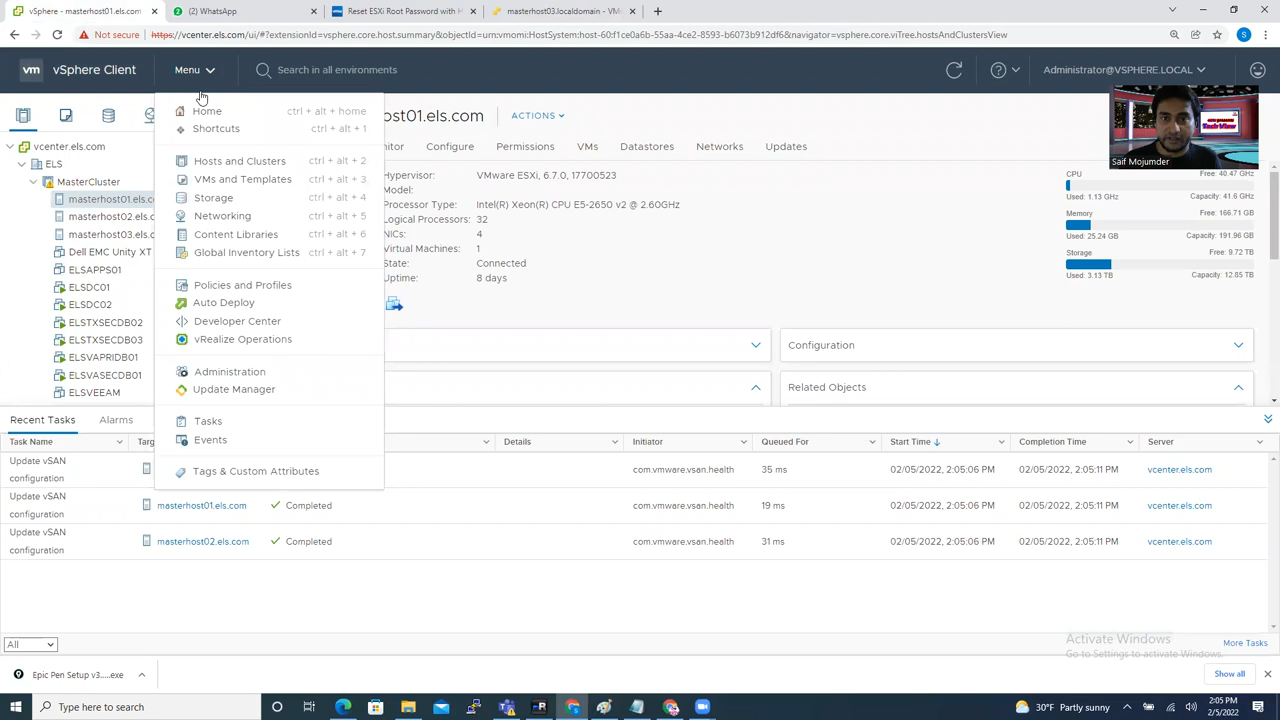 vSphere - masterhost01.els.com -
(2) WhatsApp
Reset ESXi Root Password with H
masterhost03.localdomain - VM
Not secure
https://vcenter.els.com/ui/#?extensionId=vsphere.core.host.summary&objectId=urn:vmomi:HostSystem:host-60f1ce0a6b-55aa-4ce2-8593-b6073b912df6&navigator=vsphere.core.viTree.hostsAndClustersView
S
vm vSphere Client
Menu
Search in all environments
Administrator@VSPHERE.LOCAL
Home ctrl + alt + home
Shortcuts ctrl + alt + 1
Hosts and Clusters ctrl + alt + 2
VMs and Templates ctrl + alt + 3
Storage ctrl + alt + 4
Networking ctrl + alt + 5
Content Libraries ctrl + alt + 6
Global Inventory Lists ctrl + alt + 7
Policies and Profiles
Auto Deploy
Developer Center
vRealize Operations
Administration
Update Manager
Tasks
Events
Tags & Custom Attributes
vcenter.els.com
ELS
MasterCluster
masterhost01.els.c
masterhost02.els.c
masterhost03.els.c
Dell EMC Unity XT
ELSAPPS01
ELSDC01
ELSDC02
ELSTXSECDB02
ELSTXSECDB03
ELSVAPRIDB01
ELSVASECDB01
ELSVEEAM
ost01.els.com
ACTIONS
itor Configure Permissions VMs Datastores Networks Updates
Hypervisor: VMware ESXi, 6.7.0, 17700523
Model:
Processor Type: Intel(R) Xeon(R) CPU E5-2650 v2 @ 2.60GHz
Logical Processors: 32
NICs: 4
Virtual Machines: 1
State: Connected
Uptime: 8 days
Tech View
Saif Mojumder
CPU Free: 40.47 GHz
Used: 1.13 GHz Capacity: 41.6 GHz
Memory Free: 166.71 GB
Used: 25.24 GB Capacity: 191.96 GB
Storage Free: 9.72 TB
Used: 3.13 TB Capacity: 12.85 TB
Configuration
Related Objects
Recent Tasks Alarms
Task Name Targ Details Initiator Queued For Start Time Completion Time Server
Update vSAN configuration com.vmware.vsan.health 35 ms 02/05/2022, 2:05:06 PM 02/05/2022, 2:05:11 PM vcenter.els.com
Update vSAN configuration masterhost01.els.com Completed com.vmware.vsan.health 19 ms 02/05/2022, 2:05:06 PM 02/05/2022, 2:05:11 PM vcenter.els.com
Update vSAN configuration masterhost02.els.com Completed com.vmware.vsan.health 31 ms 02/05/2022, 2:05:06 PM 02/05/2022, 2:05:11 PM vcenter.els.com
Activate Windows
Go to Settings to activate Windows.
All
More Tasks
Epic Pen Setup v3.....exe
Show all
Type here to search
30°F Partly sunny
2:05 PM
2/5/2022